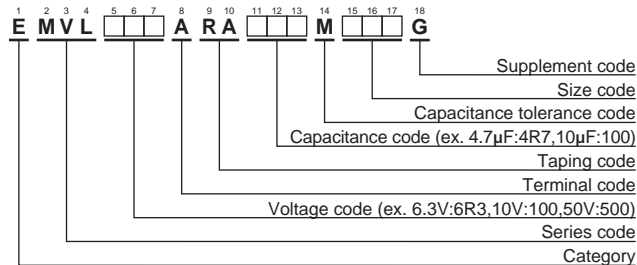 1 2 3 4 5 6 7 8 9 10 11 12 13 14 15 16 17 18
E M V L A R A M G
Supplement code
Size code
Capacitance tolerance code
Capacitance code (ex. 4.7μF:4R7,10μF:100)
Taping code
Terminal code
Voltage code (ex. 6.3V:6R3,10V:100,50V:500)
Series code
Category